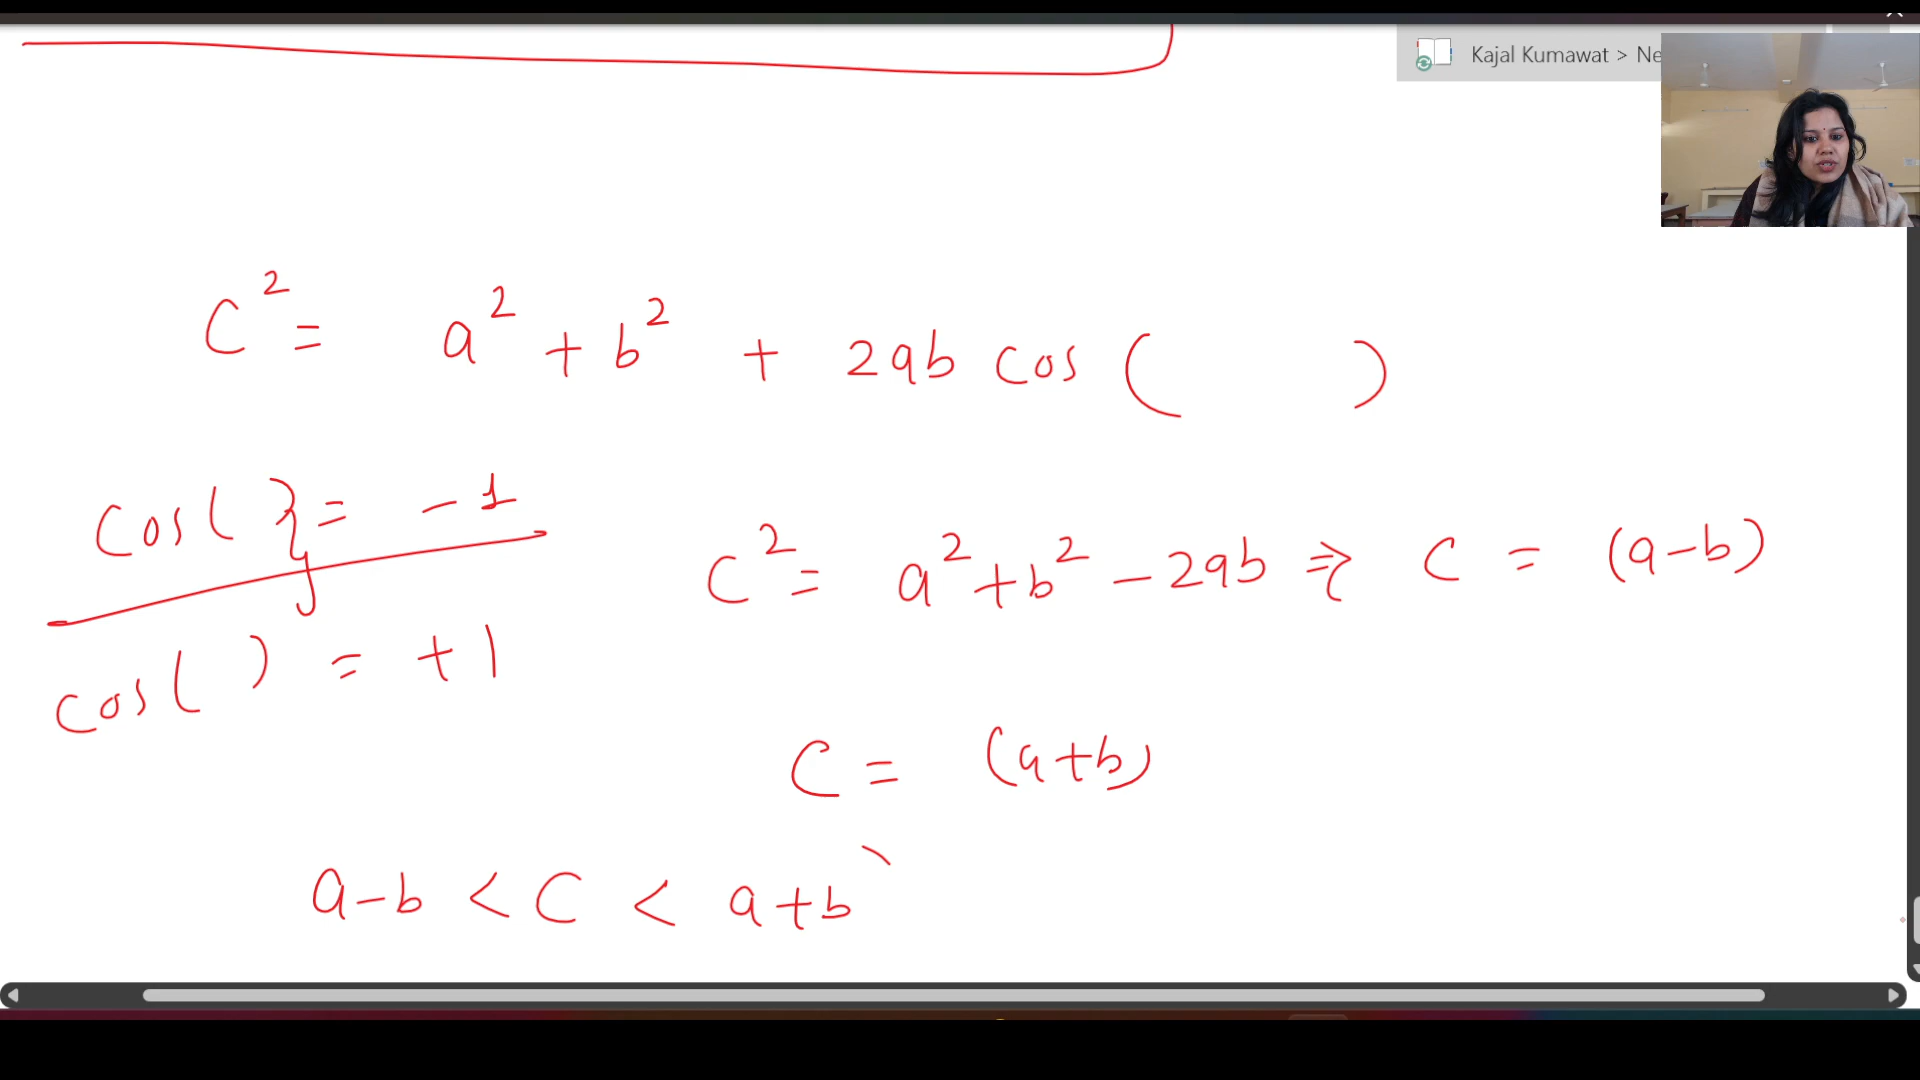 Kajal Kumawat > Ne
C² = a² + b² + 2ab cos ( )
cos( } = -1
C² = a² + b² - 2ab ⇒ C = (a-b)
cos( ) = +1
C = (a+b)
a-b < C < a+b